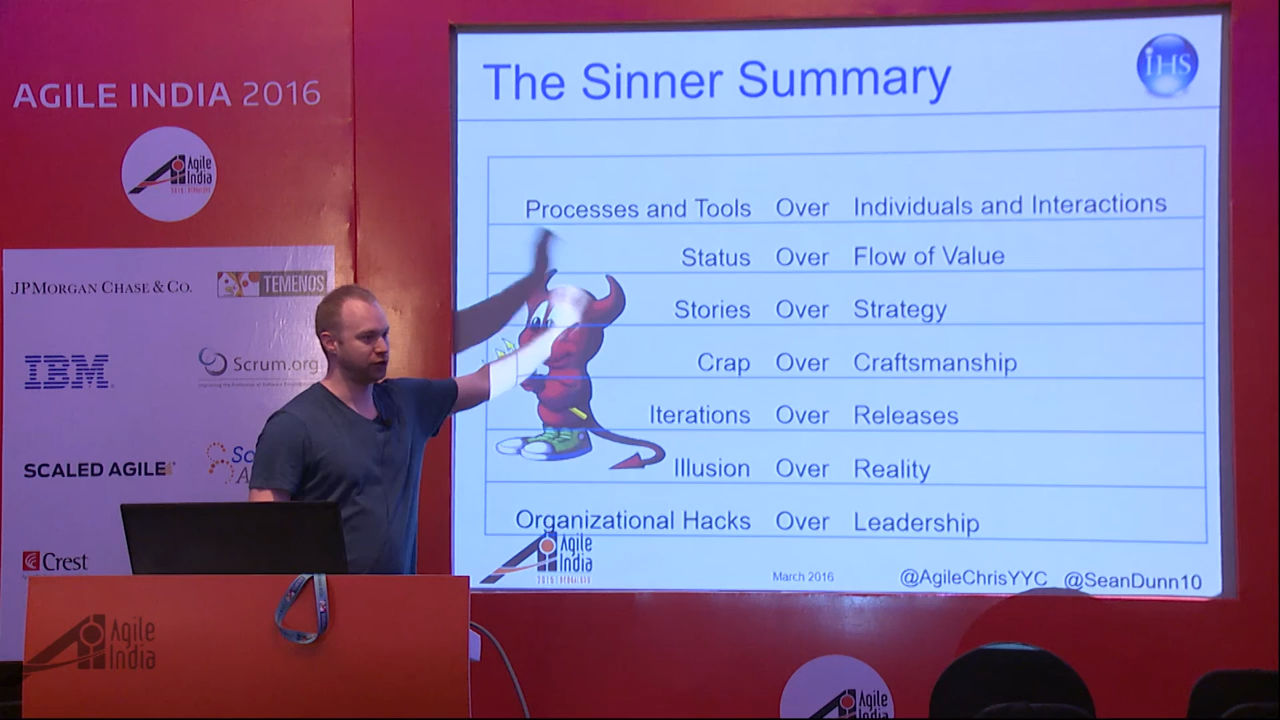 AGILE INDIA 2016
Agile
India
JPMORGAN CHASE & CO.
TEMENOS
IBM
Scrum.org
SCALED AGILE
Crest
Agile
India
The Sinner Summary
iHS
Processes and Tools Over Individuals and Interactions
Status Over Flow of Value
Stories Over Strategy
Crap Over Craftsmanship
Iterations Over Releases
Illusion Over Reality
Organizational Hacks Over Leadership
Agile
India
March 2016
@AgileChrisYYC @SeanDunn10
Agile
India